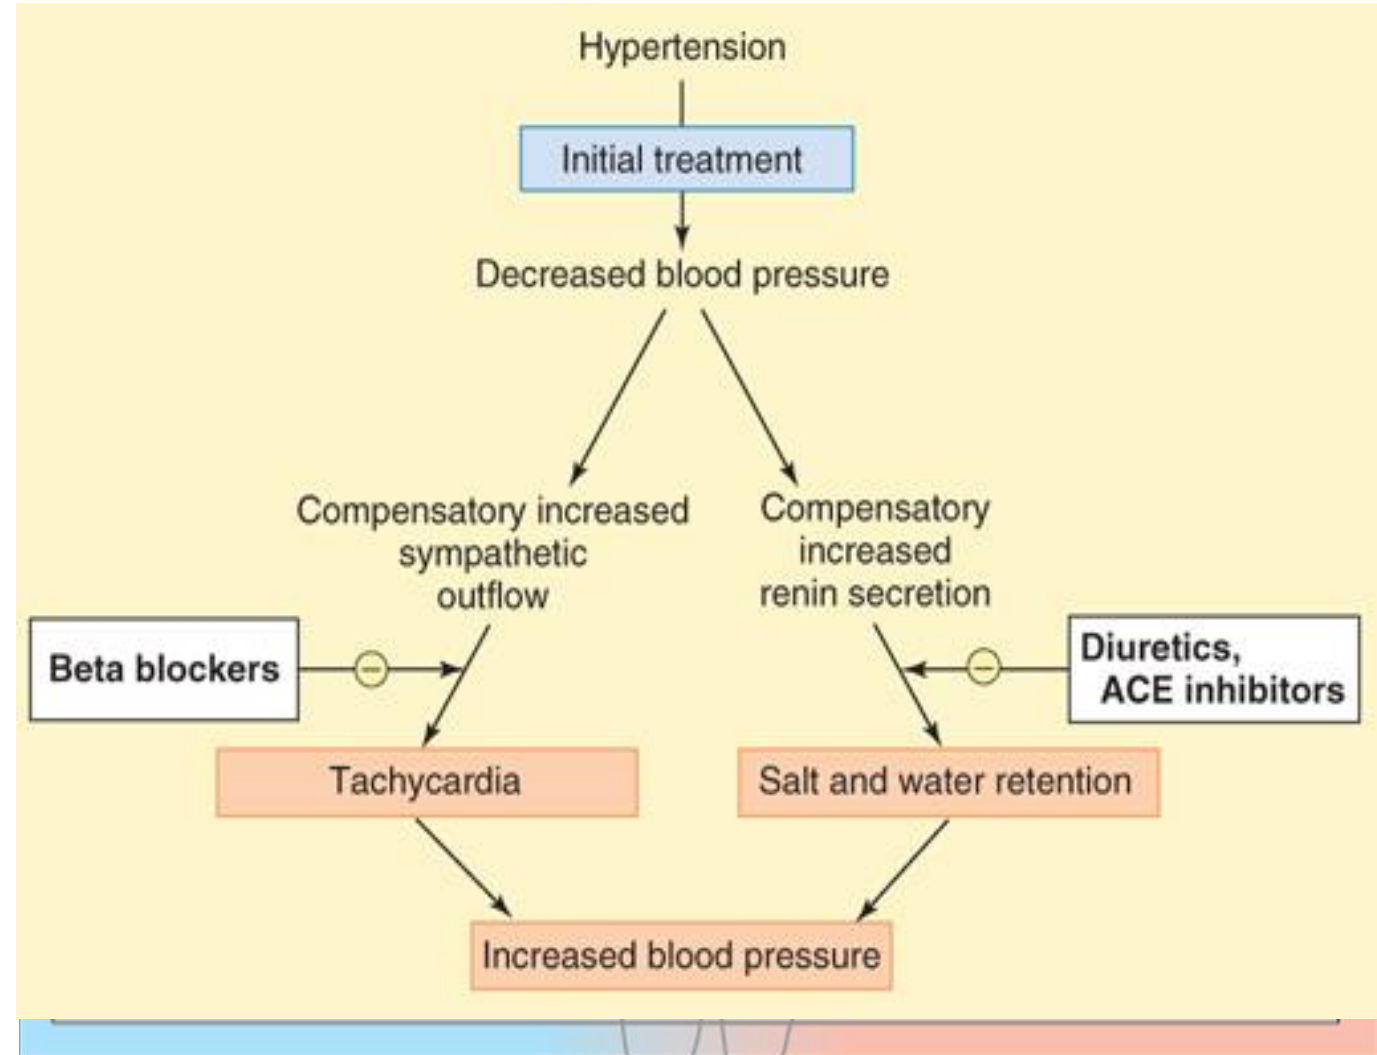 Hypertension
Initial treatment
Decreased blood pressure
Compensatory increased
sympathetic
outflow
Compensatory
increased
renin secretion
Beta blockers
−
−
Diuretics,
ACE inhibitors
Tachycardia
Salt and water retention
Increased blood pressure